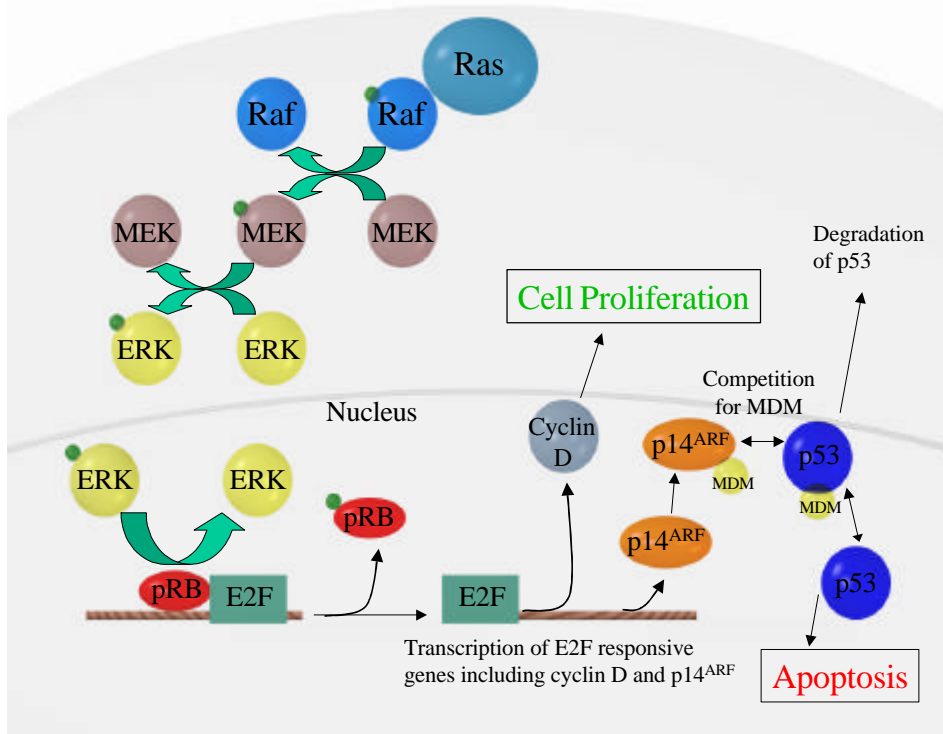 Ras
Raf
Raf
MEK
MEK
MEK
ERK
ERK
Degradation
of p53
Cell Proliferation
Competition
for MDM
Nucleus
Cyclin
D
p14ᴬᴿꟳ
MDM
p53
MDM
ERK
ERK
pRB
p14ᴬᴿꟳ
pRB
E2F
E2F
p53
Transcription of E2F responsive
genes including cyclin D and p14ᴬᴿꟳ
Apoptosis